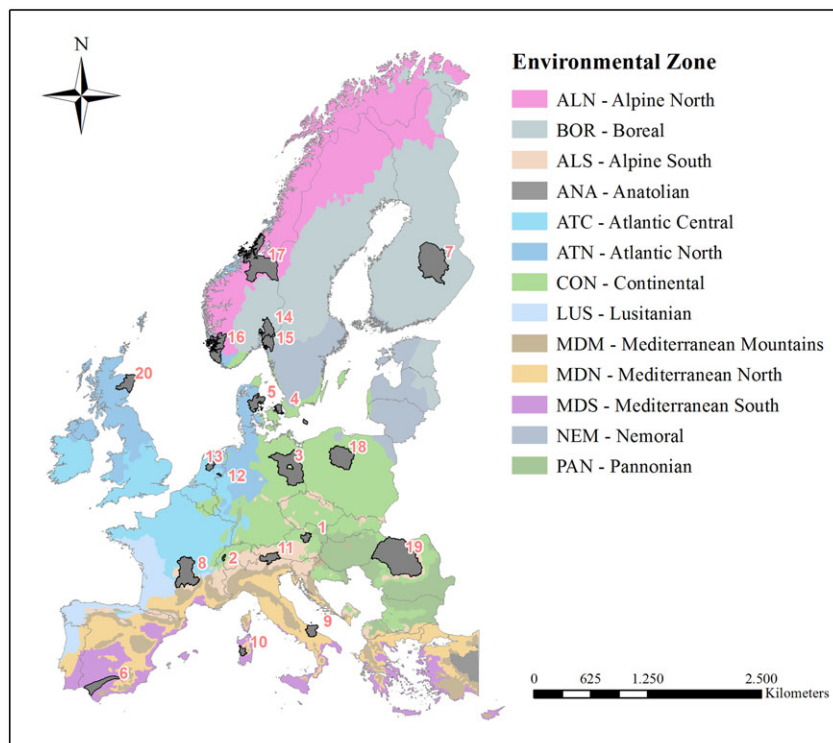 N
Environmental Zone
ALN - Alpine North
BOR - Boreal
ALS - Alpine South
ANA - Anatolian
ATC - Atlantic Central
ATN - Atlantic North
CON - Continental
LUS - Lusitanian
MDM - Mediterranean Mountains
MDN - Mediterranean North
MDS - Mediterranean South
NEM - Nemoral
PAN - Pannonian
17
7
14
16
15
20
5
4
13
12
3
18
1
8
2
11
19
9
10
6
0 625 1.250 2.500
Kilometers